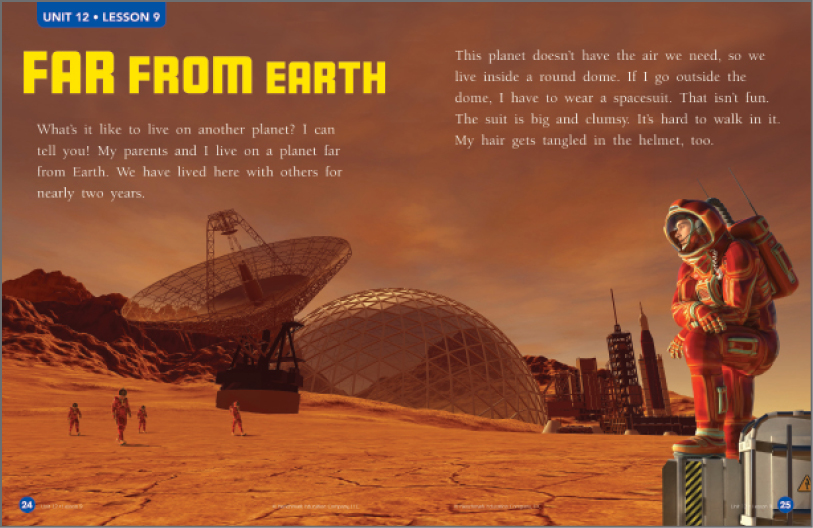 UNIT 12 • LESSON 9
FAR FROM EARTH
What's it like to live on another planet? I can
tell you! My parents and I live on a planet far
from Earth. We have lived here with others for
nearly two years.
This planet doesn't have the air we need, so we
live inside a round dome. If I go outside the
dome, I have to wear a spacesuit. That isn't fun.
The suit is big and clumsy. It's hard to walk in it.
My hair gets tangled in the helmet, too.
24
25